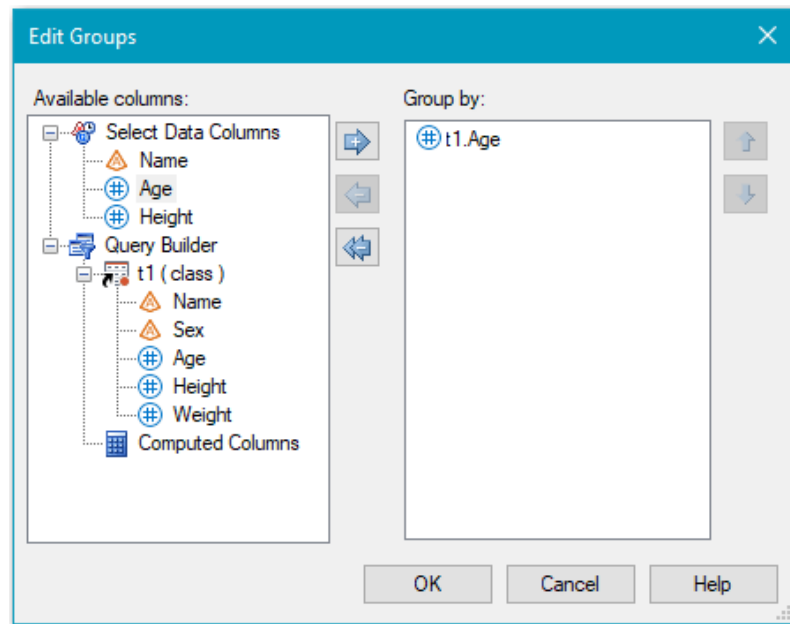 Edit Groups
Available columns:
Select Data Columns
Name
Age
Height
Query Builder
t1 ( class )
Name
Sex
Age
Height
Weight
Computed Columns
Group by:
t1.Age
OK
Cancel
Help